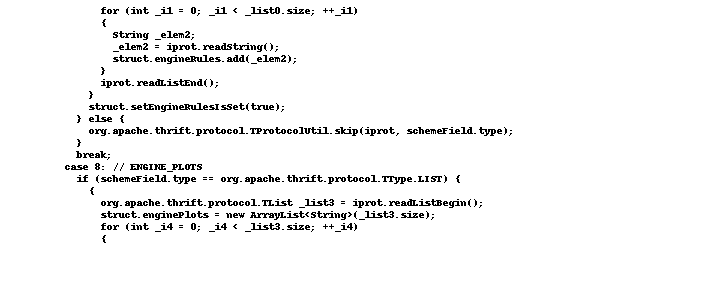 for (int _i1 = 0; _i1 < _list0.size; ++_i1)
{
String _elem2;
_elem2 = iprot.readString();
struct.engineRules.add(_elem2);
}
iprot.readListEnd();
}
struct.setEngineRulesIsSet(true);
} else {
org.apache.thrift.protocol.TProtocolUtil.skip(iprot, schemeField.type);
}
break;
case 8: // ENGINE_PLOTS
if (schemeField.type == org.apache.thrift.protocol.TType.LIST) {
{
org.apache.thrift.protocol.TList _list3 = iprot.readListBegin();
struct.enginePlots = new ArrayList<String>(_list3.size);
for (int _i4 = 0; _i4 < _list3.size; ++_i4)
{